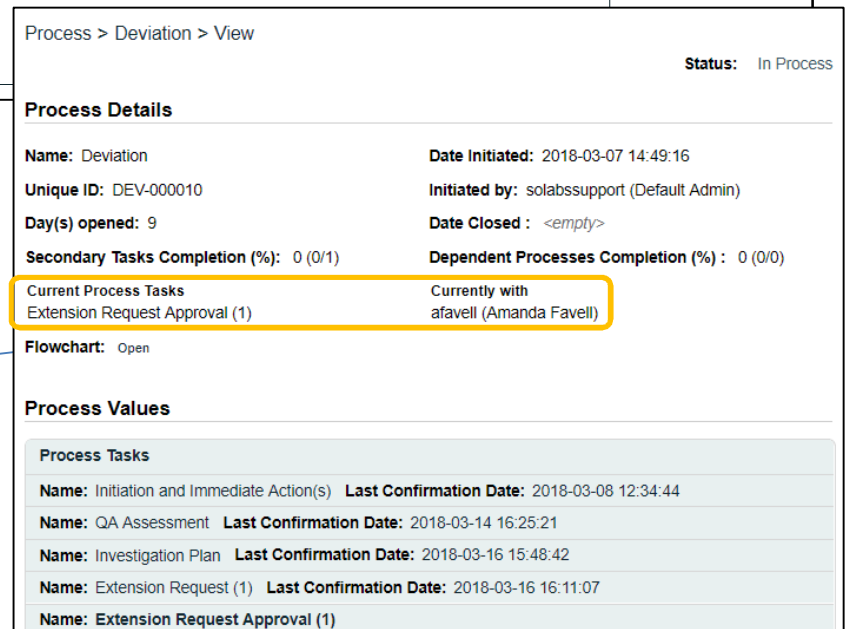 Process > Deviation > View
Status: In Process
Process Details
Name: Deviation Date Initiated: 2018-03-07 14:49:16
Unique ID: DEV-000010 Initiated by: solabssupport (Default Admin)
Day(s) opened: 9 Date Closed : <empty>
Secondary Tasks Completion (%): 0 (0/1) Dependent Processes Completion (%) : 0 (0/0)
Current Process Tasks Currently with
Extension Request Approval (1) afavell (Amanda Favell)
Flowchart: Open
Process Values
Process Tasks
Name: Initiation and Immediate Action(s) Last Confirmation Date: 2018-03-08 12:34:44
Name: QA Assessment Last Confirmation Date: 2018-03-14 16:25:21
Name: Investigation Plan Last Confirmation Date: 2018-03-16 15:48:42
Name: Extension Request (1) Last Confirmation Date: 2018-03-16 16:11:07
Name: Extension Request Approval (1)